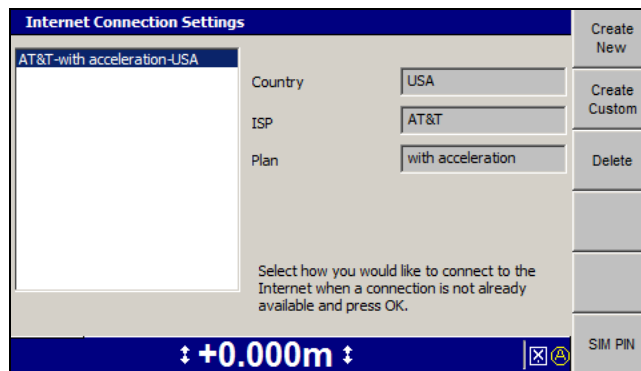 Internet Connection Settings
AT&T-with acceleration-USA
Country
USA
ISP
AT&T
Plan
with acceleration
Select how you would like to connect to the
Internet when a connection is not already
available and press OK.
+0.000m
A
Create
New
Create
Custom
Delete
SIM PIN